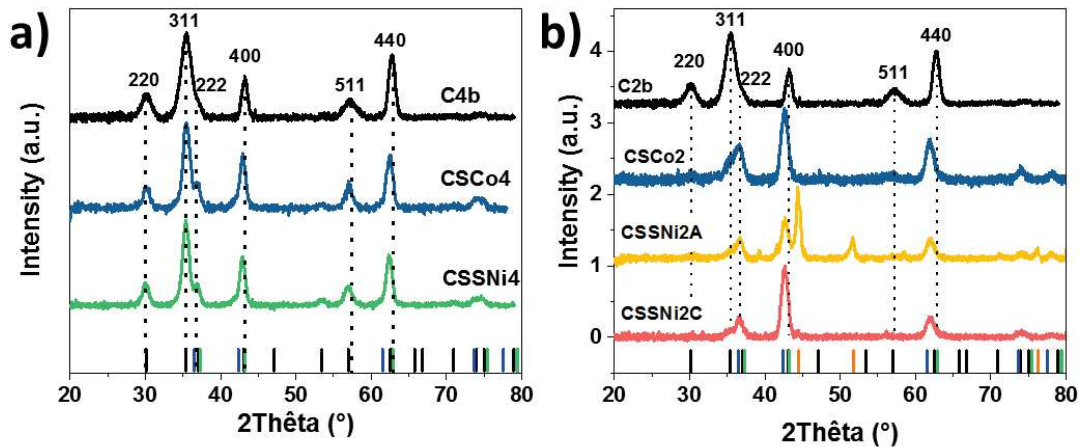 a)
311
220
222
400
511
440
C4b
CSCo4
CSSNi4
Intensity (a.u.)
20 30 40 50 60 70 80
2Thêta (°)
b)
4
3
2
1
0
311
220
222
400
511
440
C2b
CSCo2
CSSNi2A
CSSNi2C
Intensity (a.u.)
20 30 40 50 60 70 80
2Thêta (°)